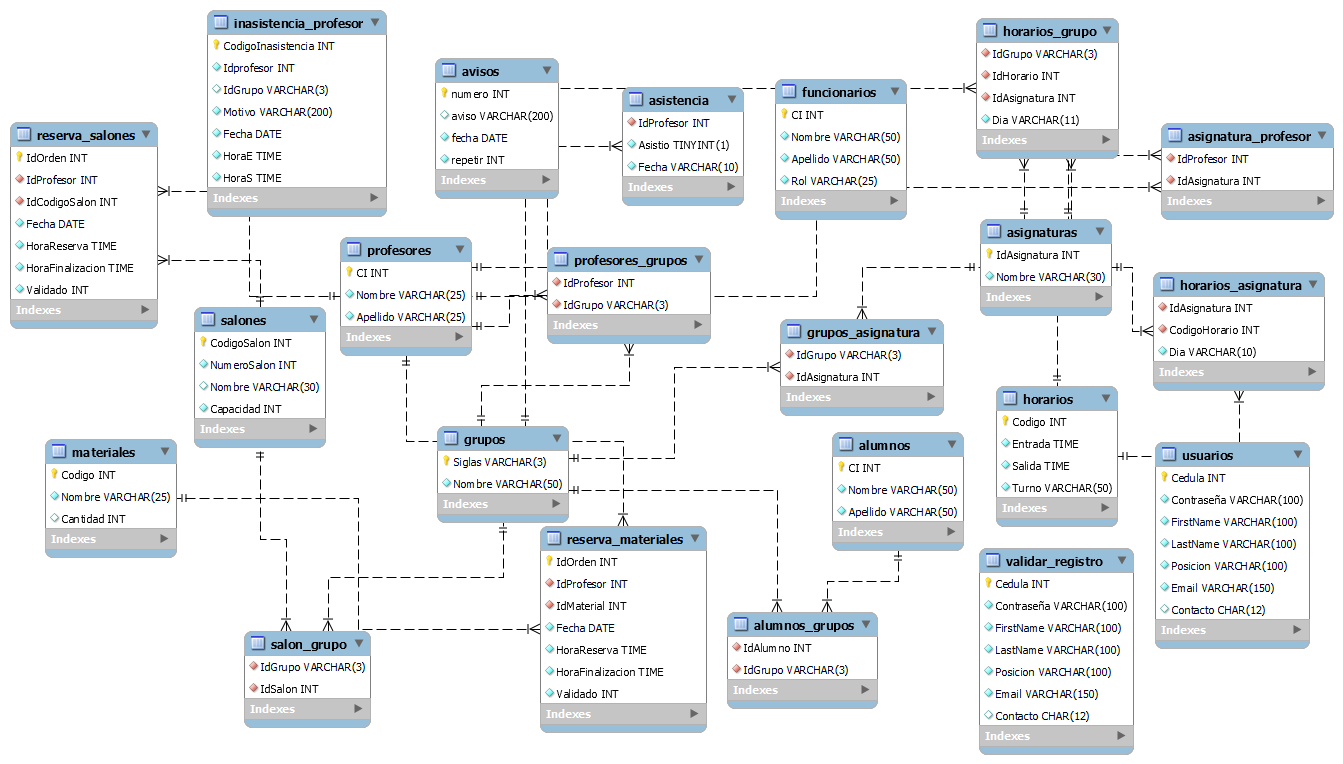 inasistencia_profesor
CodigoInasistencia INT
Idprofesor INT
IdGrupo VARCHAR(3)
Motivo VARCHAR(200)
Fecha DATE
HoraE TIME
HoraS TIME
Indexes
reserva_salones
IdOrden INT
IdProfesor INT
IdCodigoSalon INT
Fecha DATE
HoraReserva TIME
HoraFinalizacion TIME
Validado INT
Indexes
avisos
numero INT
aviso VARCHAR(200)
fecha DATE
repetir INT
Indexes
asistencia
IdProfesor INT
Asistio TINYINT(1)
Fecha VARCHAR(10)
Indexes
funcionarios
CI INT
Nombre VARCHAR(50)
Apellido VARCHAR(50)
Rol VARCHAR(25)
Indexes
horarios_grupo
IdGrupo VARCHAR(3)
IdHorario INT
IdAsignatura INT
Dia VARCHAR(11)
Indexes
asignatura_profesor
IdProfesor INT
IdAsignatura INT
Indexes
profesores
CI INT
Nombre VARCHAR(25)
Apellido VARCHAR(25)
Indexes
profesores_grupos
IdProfesor INT
IdGrupo VARCHAR(3)
Indexes
asignaturas
IdAsignatura INT
Nombre VARCHAR(30)
Indexes
horarios_asignatura
IdAsignatura INT
CodigoHorario INT
Dia VARCHAR(10)
Indexes
salones
CodigoSalon INT
NumeroSalon INT
Nombre VARCHAR(30)
Capacidad INT
Indexes
grupos_asignatura
IdGrupo VARCHAR(3)
IdAsignatura INT
Indexes
horarios
Codigo INT
Entrada TIME
Salida TIME
Turno VARCHAR(50)
Indexes
materiales
Codigo INT
Nombre VARCHAR(25)
Cantidad INT
Indexes
grupos
Siglas VARCHAR(3)
Nombre VARCHAR(50)
Indexes
alumnos
CI INT
Nombre VARCHAR(50)
Apellido VARCHAR(50)
Indexes
usuarios
Cedula INT
Contraseña VARCHAR(100)
FirstName VARCHAR(100)
LastName VARCHAR(100)
Posicion VARCHAR(100)
Email VARCHAR(150)
Contacto CHAR(12)
Indexes
reserva_materiales
IdOrden INT
IdProfesor INT
IdMaterial INT
Fecha DATE
HoraReserva TIME
HoraFinalizacion TIME
Validado INT
Indexes
validar_registro
Cedula INT
Contraseña VARCHAR(100)
FirstName VARCHAR(100)
LastName VARCHAR(100)
Posicion VARCHAR(100)
Email VARCHAR(150)
Contacto CHAR(12)
Indexes
salon_grupo
IdGrupo VARCHAR(3)
IdSalon INT
Indexes
alumnos_grupos
IdAlumno INT
IdGrupo VARCHAR(3)
Indexes